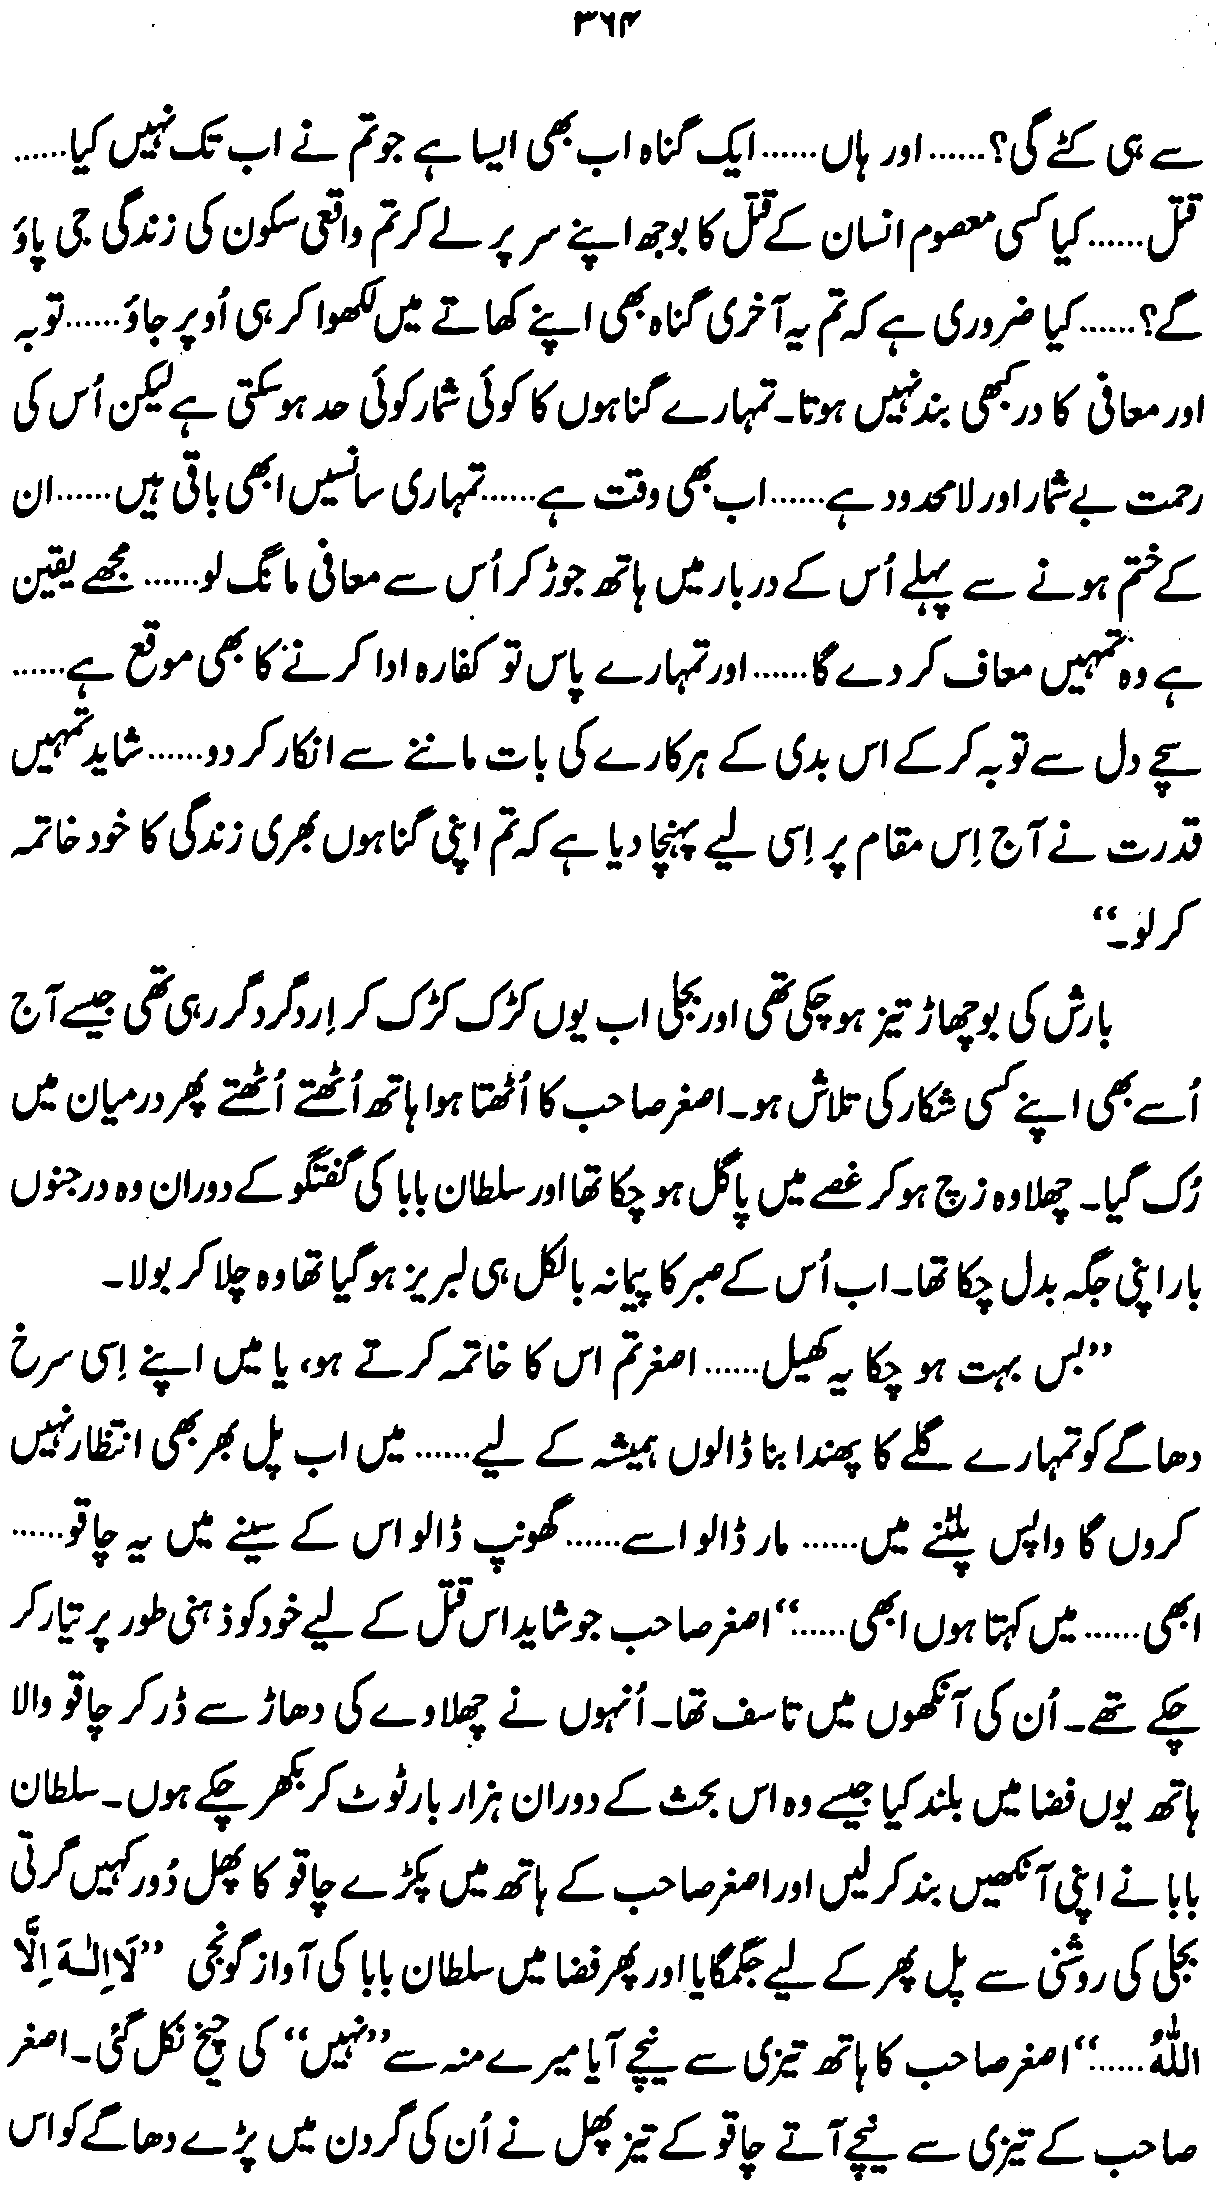 ۳۶۴
سے ہی کٹے گی؟...... اور ہاں...... ایک گناہ اب بھی ایسا ہے جو تم نے اب تک نہیں کیا......
قتل...... کیا کسی معصوم انسان کے قتل کا بوجھ اپنے سر پر لے کر تم واقعی سکون کی زندگی جی پاؤ
گے؟...... کیا ضروری ہے کہ تم یہ آخری گناہ بھی اپنے کھاتے میں لکھوا کر ہی اُوپر جاؤ...... توبہ
اور معافی کا در کبھی بند نہیں ہوتا۔ تمہارے گناہوں کا کوئی شمار کوئی حد ہو سکتی ہے لیکن اُس کی
رحمت بے شمار اور لا محدود ہے...... اب بھی وقت ہے...... تمہاری سانسیں ابھی باقی ہیں...... ان
کے ختم ہونے سے پہلے اُس کے دربار میں ہاتھ جوڑ کر اُس سے معافی مانگ لو...... مجھے یقین
ہے وہ تمہیں معاف کر دے گا...... اور تمہارے پاس تو کفارہ ادا کرنے کا بھی موقع ہے......
سچے دل سے توبہ کر کے اس بدی کے ہرکارے کی بات ماننے سے انکار کر دو...... شاید تمہیں
قدرت نے آج اِس مقام پر اِسی لیے پہنچا دیا ہے کہ تم اپنی گناہوں بھری زندگی کا خود خاتمہ
کر لو۔“
بارش کی بوچھاڑ تیز ہو چکی تھی اور بجلی اب یوں کڑک کڑک کر اِرد گرد گر رہی تھی جیسے آج
اُسے بھی اپنے کسی شکار کی تلاش ہو۔ اصغر صاحب کا اُٹھتا ہوا ہاتھ اُٹھتے اُٹھتے پھر درمیان میں
رُک گیا۔ چھلاوہ زچ ہو کر غصے میں پاگل ہو چکا تھا اور سلطان بابا کی گفتگو کے دوران وہ درجنوں
بار اپنی جگہ بدل چکا تھا۔ اب اُس کے صبر کا پیمانہ بالکل ہی لبریز ہو گیا تھا وہ چلا کر بولا۔
”بس بہت ہو چکا یہ کھیل...... اصغر تم اس کا خاتمہ کرتے ہو، یا میں اپنے اِسی سرخ
دھاگے کو تمہارے گلے کا پھندا بنا ڈالوں ہمیشہ کے لیے...... میں اب پل بھر بھی انتظار نہیں
کروں گا واپس پلٹنے میں...... مار ڈالو اسے...... گھونپ ڈالو اس کے سینے میں یہ چاقو......
ابھی...... میں کہتا ہوں ابھی......“ اصغر صاحب جو شاید اس قتل کے لیے خود کو ذہنی طور پر تیار کر
چکے تھے۔ اُن کی آنکھوں میں تاسف تھا۔ اُنہوں نے چھلاوے کی دھاڑ سے ڈر کر چاقو والا
ہاتھ یوں فضا میں بلند کیا جیسے وہ اس بحث کے دوران ہزار بار ٹوٹ کر بکھر چکے ہوں۔ سلطان
بابا نے اپنی آنکھیں بند کر لیں اور اصغر صاحب کے ہاتھ میں پکڑے چاقو کا پھل دُور کہیں گرتی
بجلی کی روشنی سے پل بھر کے لیے جگمگایا اور پھر فضا میں سلطان بابا کی آواز گونجی ”لَا اِلٰہَ اِلَّا
اللّٰہُ......“ اصغر صاحب کا ہاتھ تیزی سے نیچے آیا میرے منہ سے ”نہیں“ کی چیخ نکل گئی۔ اصغر
صاحب کے تیزی سے نیچے آتے چاقو کے تیز پھل نے اُن کی گردن میں پڑے دھاگے کو اس